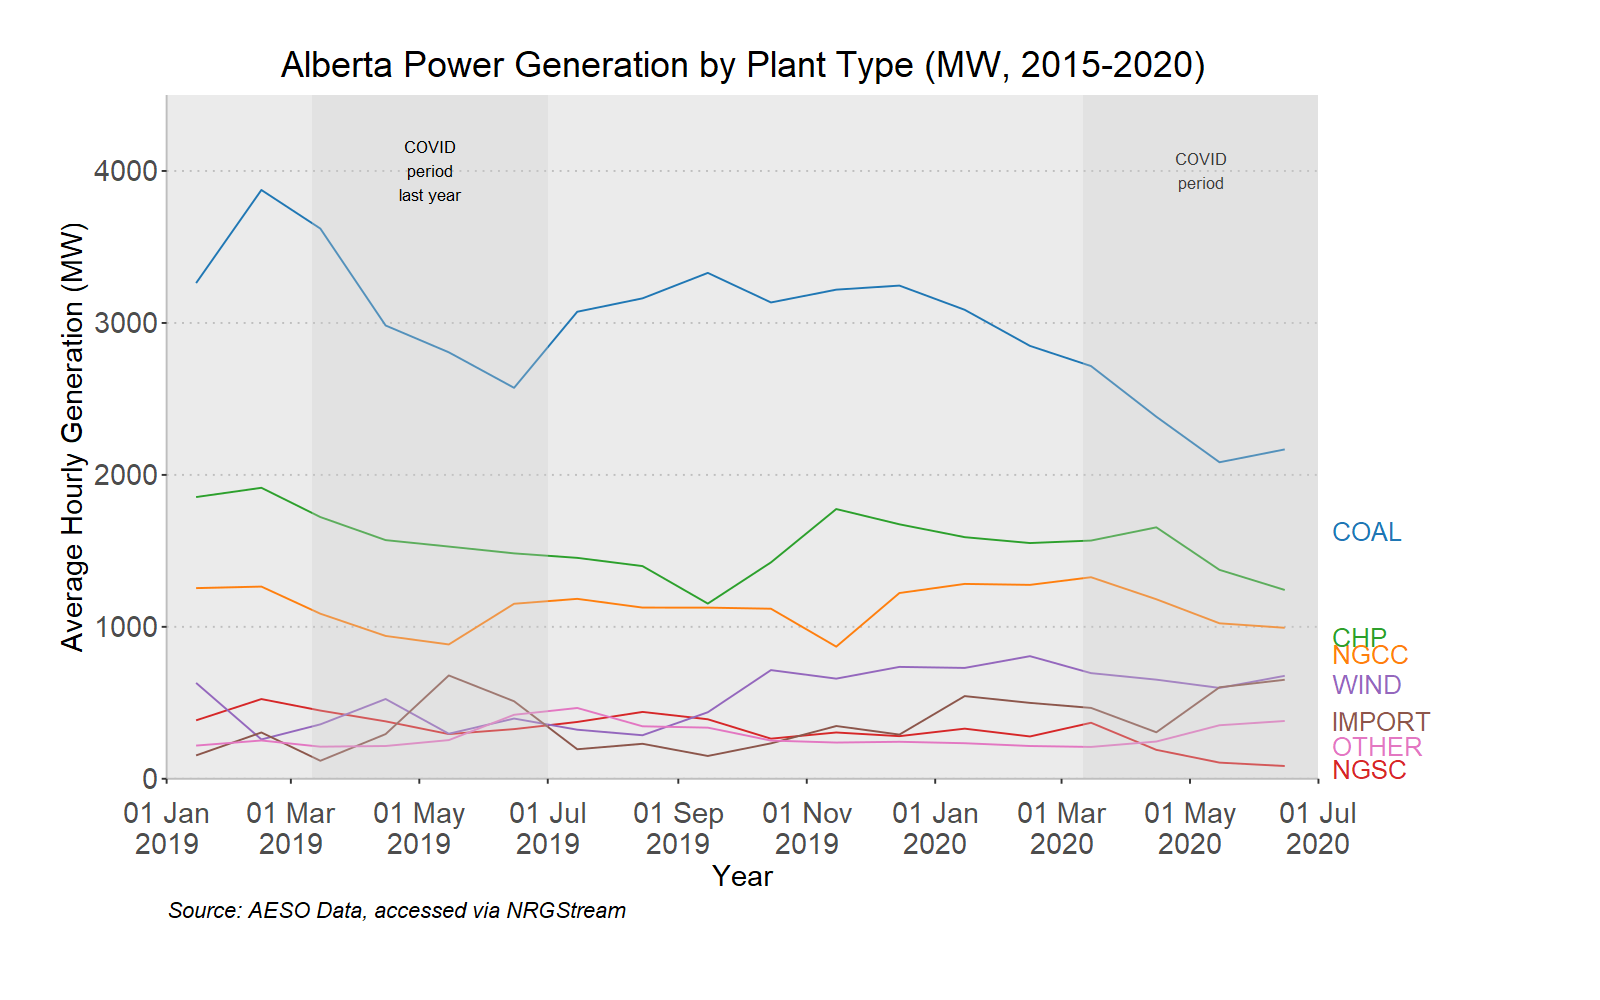 Alberta Power Generation by Plant Type (MW, 2015-2020)
Average Hourly Generation (MW)
4000
3000
2000
1000
0
COVID
period
last year
COVID
period
COAL
CHP
NGCC
WIND
IMPORT
OTHER
NGSC
01 Jan 01 Mar 01 May 01 Jul 01 Sep 01 Nov 01 Jan 01 Mar 01 May 01 Jul
2019 2019 2019 2019 2019 2019 2020 2020 2020 2020
Year
Source: AESO Data, accessed via NRGStream